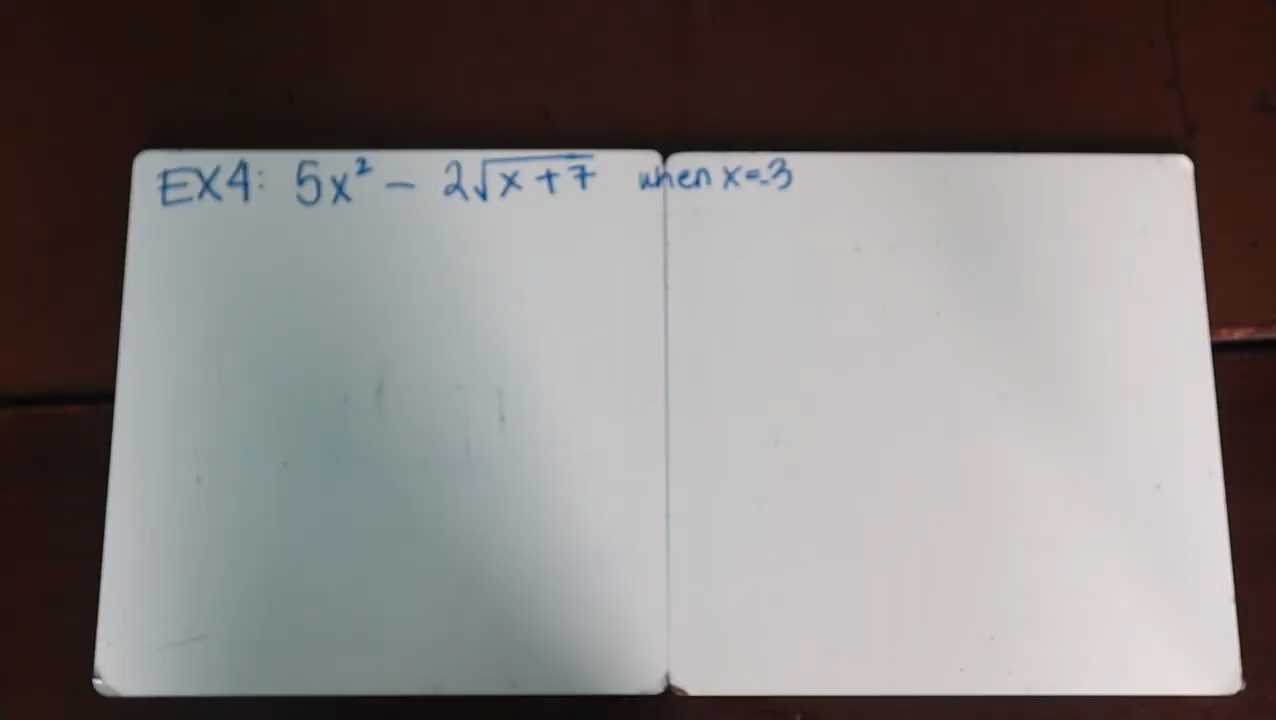 EX4: 5x² - 2√x+7 when x=-3